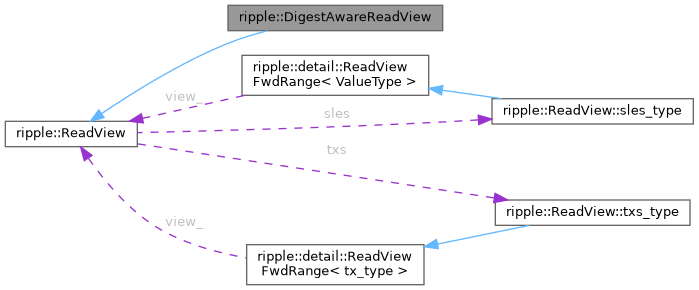 ripple::DigestAwareReadView
ripple::detail::ReadView
FwdRange< ValueType >
view_
sles
ripple::ReadView::sles_type
ripple::ReadView
txs
ripple::ReadView::txs_type
view_
ripple::detail::ReadView
FwdRange< tx_type >